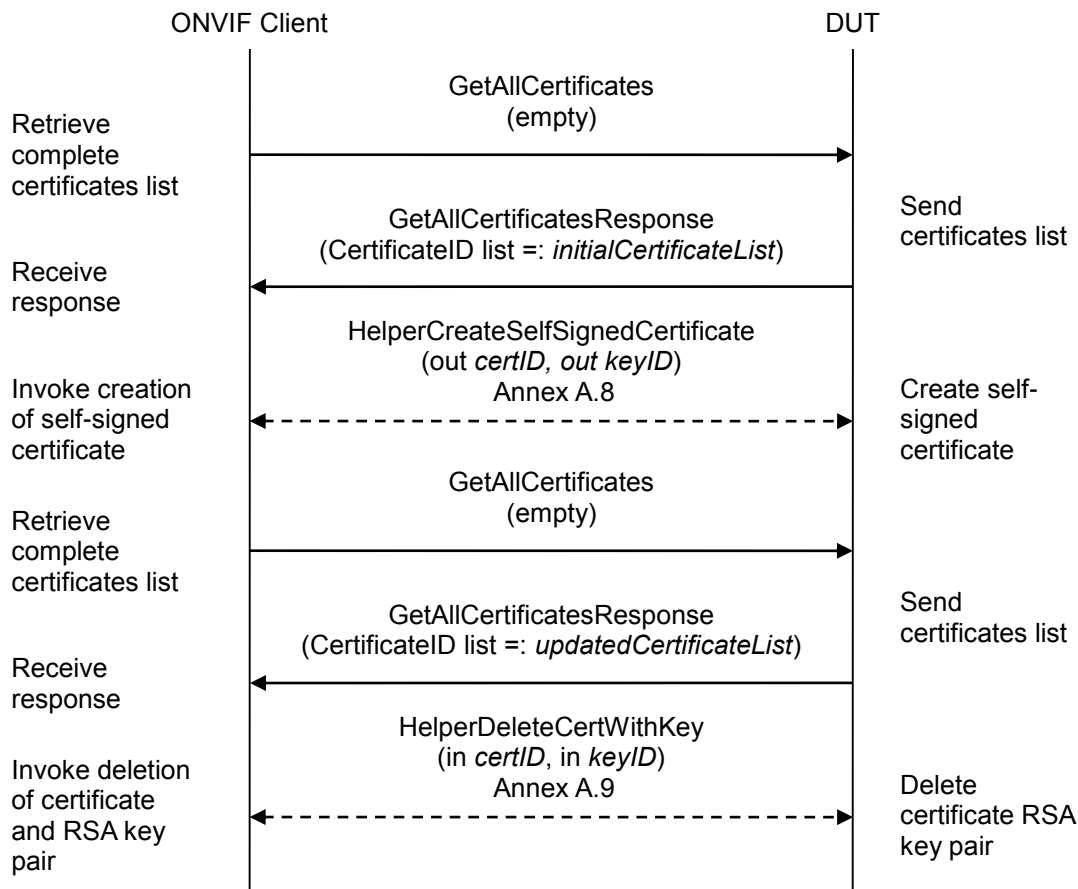 ONVIF Client
DUT
GetAllCertificates
(empty)
Retrieve
complete
certificates list
Send
certificates list
GetAllCertificatesResponse
(CertificateID list =: initialCertificateList)
Receive
response
HelperCreateSelfSignedCertificate
(out certID, out keyID)
Annex A.8
Invoke creation
of self-signed
certificate
Create self-
signed
certificate
GetAllCertificates
(empty)
Retrieve
complete
certificates list
Send
certificates list
GetAllCertificatesResponse
(CertificateID list =: updatedCertificateList)
Receive
response
HelperDeleteCertWithKey
(in certID, in keyID)
Annex A.9
Invoke deletion
of certificate
and RSA key
pair
Delete
certificate RSA
key pair